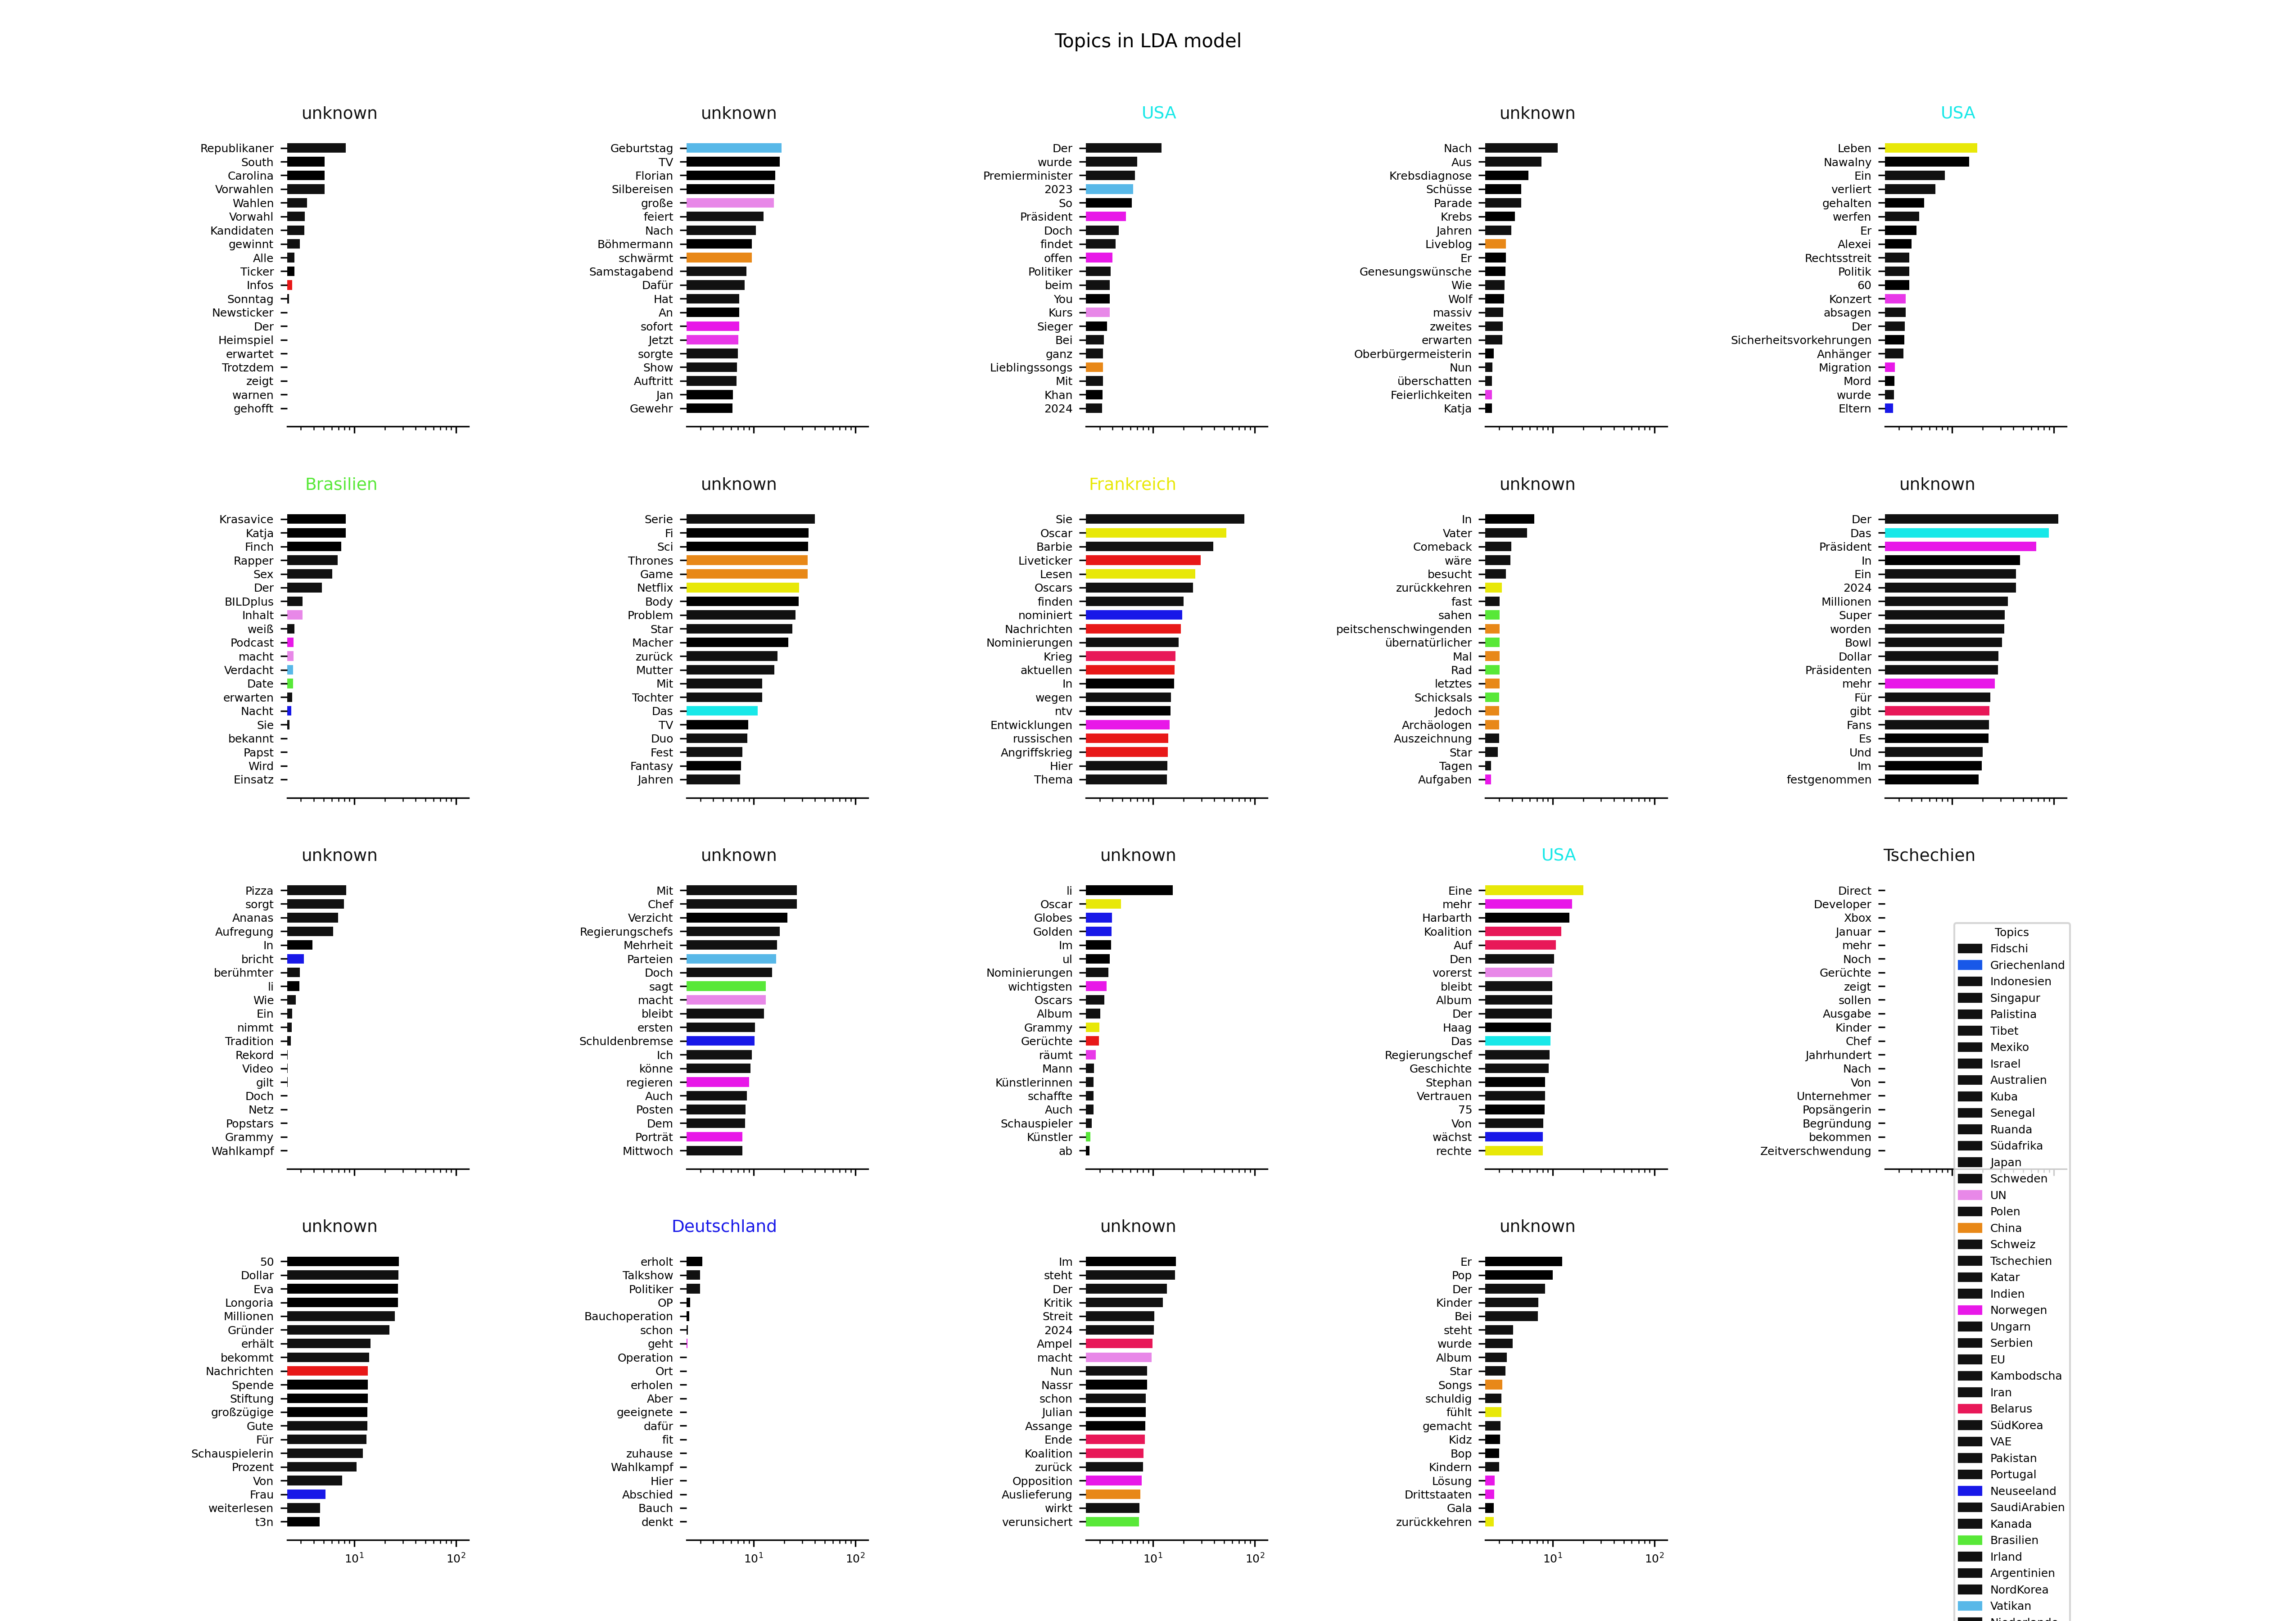 Topics in LDA model
unknown
Republikaner
South
Carolina
Vorwahlen
Wahlen
Vorwahl
Kandidaten
gewinnt
Alle
Ticker
Infos
Sonntag
Newsticker
Der
Heimspiel
erwartet
Trotzdem
zeigt
warnen
gehofft
unknown
Geburtstag
TV
Florian
Silbereisen
große
feiert
Nach
Böhmermann
schwärmt
Samstagabend
Dafür
Hat
An
sofort
Jetzt
sorgte
Show
Auftritt
Jan
Gewehr
USA
Der
wurde
Premierminister
2023
So
Präsident
Doch
findet
offen
Politiker
beim
You
Kurs
Sieger
Bei
ganz
Lieblingssongs
Mit
Khan
2024
unknown
Nach
Aus
Krebsdiagnose
Schüsse
Parade
Krebs
Jahren
Liveblog
Er
Genesungswünsche
Wie
Wolf
massiv
zweites
erwarten
Oberbürgermeisterin
Nun
überschatten
Feierlichkeiten
Katja
USA
Leben
Nawalny
Ein
verliert
gehalten
werfen
Er
Alexei
Rechtsstreit
Politik
60
Konzert
absagen
Der
Sicherheitsvorkehrungen
Anhänger
Migration
Mord
wurde
Eltern
Brasilien
Krasavice
Katja
Finch
Rapper
Sex
Der
BILDplus
Inhalt
weiß
Podcast
macht
Verdacht
Date
erwarten
Nacht
Sie
bekannt
Papst
Wird
Einsatz
unknown
Serie
Fi
Sci
Thrones
Game
Netflix
Body
Problem
Star
Macher
zurück
Mutter
Mit
Tochter
Das
TV
Duo
Fest
Fantasy
Jahren
Frankreich
Sie
Oscar
Barbie
Liveticker
Lesen
Oscars
finden
nominiert
Nachrichten
Nominierungen
Krieg
aktuellen
In
wegen
ntv
Entwicklungen
russischen
Angriffskrieg
Hier
Thema
unknown
In
Vater
Comeback
wäre
besucht
zurückkehren
fast
sahen
peitschenschwingenden
übernatürlicher
Mal
Rad
letztes
Schicksals
Jedoch
Archäologen
Auszeichnung
Star
Tagen
Aufgaben
unknown
Der
Das
Präsident
In
Ein
2024
Millionen
Super
worden
Bowl
Dollar
Präsidenten
mehr
Für
gibt
Fans
Es
Und
Im
festgenommen
unknown
Pizza
sorgt
Ananas
Aufregung
In
bricht
berühmter
li
Wie
Ein
nimmt
Tradition
Rekord
Video
gilt
Doch
Netz
Popstars
Grammy
Wahlkampf
unknown
Mit
Chef
Verzicht
Regierungschefs
Mehrheit
Parteien
Doch
sagt
macht
bleibt
ersten
Schuldenbremse
Ich
könne
regieren
Auch
Posten
Dem
Porträt
Mittwoch
unknown
li
Oscar
Globes
Golden
Im
ul
Nominierungen
wichtigsten
Oscars
Album
Grammy
Gerüchte
räumt
Mann
Künstlerinnen
schaffte
Auch
Schauspieler
Künstler
ab
USA
Eine
mehr
Harbarth
Koalition
Auf
Den
vorerst
bleibt
Album
Der
Haag
Das
Regierungschef
Geschichte
Stephan
Vertrauen
75
Von
wächst
rechte
Tschechien
Direct
Developer
Xbox
Januar
mehr
Noch
Gerüchte
zeigt
sollen
Ausgabe
Kinder
Chef
Jahrhundert
Nach
Von
Unternehmer
Popsängerin
Begründung
bekommen
Zeitverschwendung
unknown
50
Dollar
Eva
Longoria
Millionen
Gründer
erhält
bekommt
Nachrichten
Spende
Stiftung
großzügige
Gute
Für
Schauspielerin
Prozent
Von
Frau
weiterlesen
t3n
10¹ 10²
Deutschland
erholt
Talkshow
Politiker
OP
Bauchoperation
schon
geht
Operation
Ort
erholen
Aber
geeignete
dafür
fit
zuhause
Wahlkampf
Hier
Abschied
Bauch
denkt
10¹ 10²
unknown
Im
steht
Der
Kritik
Streit
2024
Ampel
macht
Nun
Nassr
schon
Julian
Assange
Ende
Koalition
zurück
Opposition
Auslieferung
wirkt
verunsichert
10¹ 10²
unknown
Er
Pop
Der
Kinder
Bei
steht
wurde
Album
Star
Songs
schuldig
fühlt
gemacht
Kidz
Bop
Kindern
Lösung
Drittstaaten
Gala
zurückkehren
10¹ 10²
Topics
Fidschi
Griechenland
Indonesien
Singapur
Palistina
Tibet
Mexiko
Israel
Australien
Kuba
Senegal
Ruanda
Südafrika
Japan
Schweden
UN
Polen
China
Schweiz
Tschechien
Katar
Indien
Norwegen
Ungarn
Serbien
EU
Kambodscha
Iran
Belarus
SüdKorea
VAE
Pakistan
Portugal
Neuseeland
SaudiArabien
Kanada
Brasilien
Irland
Argentinien
NordKorea
Vatikan